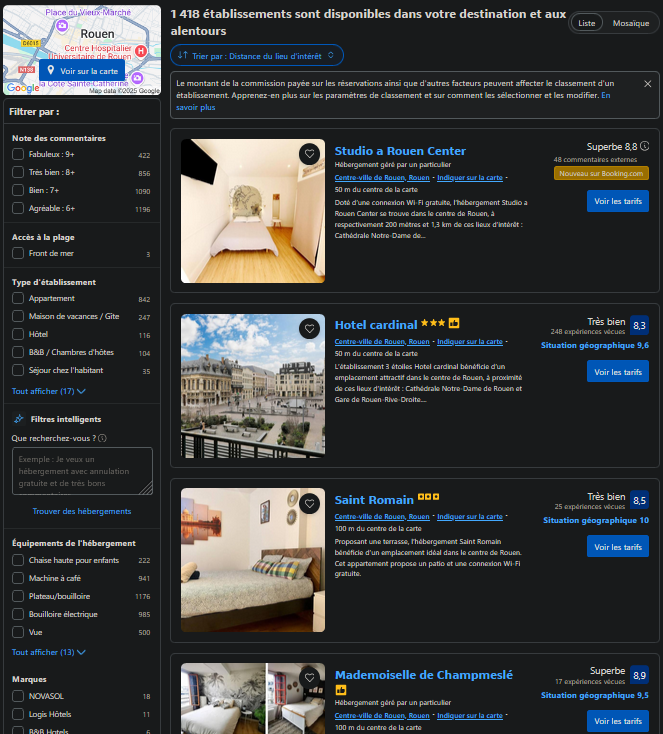 Place du Vieux-Marché
Rouen
DEC015
Centre Hospitalier
Universitaire de Rouen
H
N138
Voir sur la carte
la Côte Sainte-Catherine
Google
Map data ©2025 Google
Filtrer par :
Note des commentaires
Fabuleux : 9+ 422
Très bien : 8+ 856
Bien : 7+ 1090
Agréable : 6+ 1196
Accès à la plage
Front de mer 3
Type d'établissement
Appartement 842
Maison de vacances / Gîte 247
Hôtel 116
B&B / Chambres d'hôtes 104
Séjour chez l'habitant 35
Tout afficher (17)
Filtres intelligents
Que recherchez-vous ?
Exemple : Je veux un
hébergement avec annulation
gratuite et de très bons
Trouver des hébergements
Équipements de l'hébergement
Chaise haute pour enfants 222
Machine à café 941
Plateau/bouilloire 1176
Bouilloire électrique 985
Vue 500
Tout afficher (13)
Marques
NOVASOL 18
Logis Hôtels 11
B&B Hotels 6
1 418 établissements sont disponibles dans votre destination et aux
alentours
Liste Mosaïque
Trier par : Distance du lieu d'intérêt
Le montant de la commission payée sur les réservations ainsi que d'autres facteurs peuvent affecter le classement d'un
établissement. Apprenez-en plus sur les paramètres de classement et sur comment les sélectionner et les modifier. En
savoir plus
Studio a Rouen Center
Hébergement géré par un particulier
Centre-ville de Rouen, Rouen · Indiquer sur la carte ·
50 m du centre de la carte
Doté d'une connexion Wi-Fi gratuite, l'hébergement Studio a
Rouen Center se trouve dans le centre de Rouen, à
respectivement 200 mètres et 1,3 km de ces lieux d'intérêt :
Cathédrale Notre-Dame de...
Superbe 8,8
48 commentaires externes
Nouveau sur Booking.com
Voir les tarifs
Hotel cardinal
Centre-ville de Rouen, Rouen · Indiquer sur la carte ·
50 m du centre de la carte
L'établissement 3 étoiles Hotel cardinal bénéficie d'un
emplacement attractif dans le centre de Rouen, à proximité
de ces lieux d'intérêt : Cathédrale Notre-Dame de Rouen et
Gare de Rouen-Rive-Droite....
Très bien 8,3
248 expériences vécues
Situation géographique 9,6
Voir les tarifs
Saint Romain
Centre-ville de Rouen, Rouen · Indiquer sur la carte ·
100 m du centre de la carte
Proposant une terrasse, l'hébergement Saint Romain
bénéficie d'un emplacement idéal dans le centre de Rouen.
Cet appartement propose un patio et une connexion Wi-Fi
gratuite.
Très bien 8,5
25 expériences vécues
Situation géographique 10
Voir les tarifs
Mademoiselle de Champmeslé
Hébergement géré par un particulier
Centre-ville de Rouen, Rouen · Indiquer sur la carte ·
100 m du centre de la carte
Superbe 8,9
17 expériences vécues
Situation géographique 9,5
Voir les tarifs